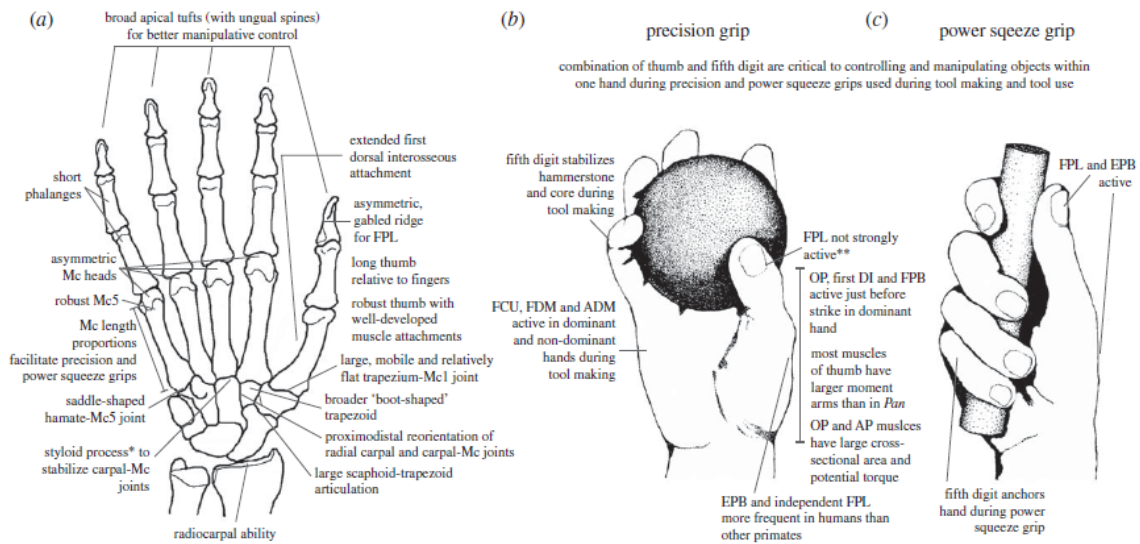 (a)
broad apical tufts (with ungual spines)
for better manipulative control
short
phalanges
asymmetric
Mc heads
robust Mc5
Mc length
proportions
facilitate precision and
power squeeze grips
saddle-shaped
hamate-Mc5 joint
styloid process* to
stabilize carpal-Mc
joints
radiocarpal ability
extended first
dorsal interosseous
attachment
asymmetric,
gabled ridge
for FPL
long thumb
relative to fingers
robust thumb with
well-developed
muscle attachments
large, mobile and relatively
flat trapezium-Mc1 joint
broader ‘boot-shaped’
trapezoid
proximodistal reorientation of
radial carpal and carpal-Mc joints
large scaphoid-trapezoid
articulation
(b)
precision grip
(c)
power sqeeze grip
combination of thumb and fifth digit are critical to controlling and manipulating objects within
one hand during precision and power squeeze grips used during tool making and tool use
fifth digit stabilizes
hammerstone
and core during
tool making
FCU, FDM and ADM
active in dominant
and non-dominant
hands during
tool making
FPL not strongly
active**
OP, first DI and FPB
active just before
strike in dominant
hand
most muscles
of thumb have
larger moment
arms than in Pan
OP and AP muslces
have large cross-
sectional area and
potential torque
EPB and independent FPL
more frequent in humans than
other primates
FPL and EPB
active
fifth digit anchors
hand during power
squeeze grip